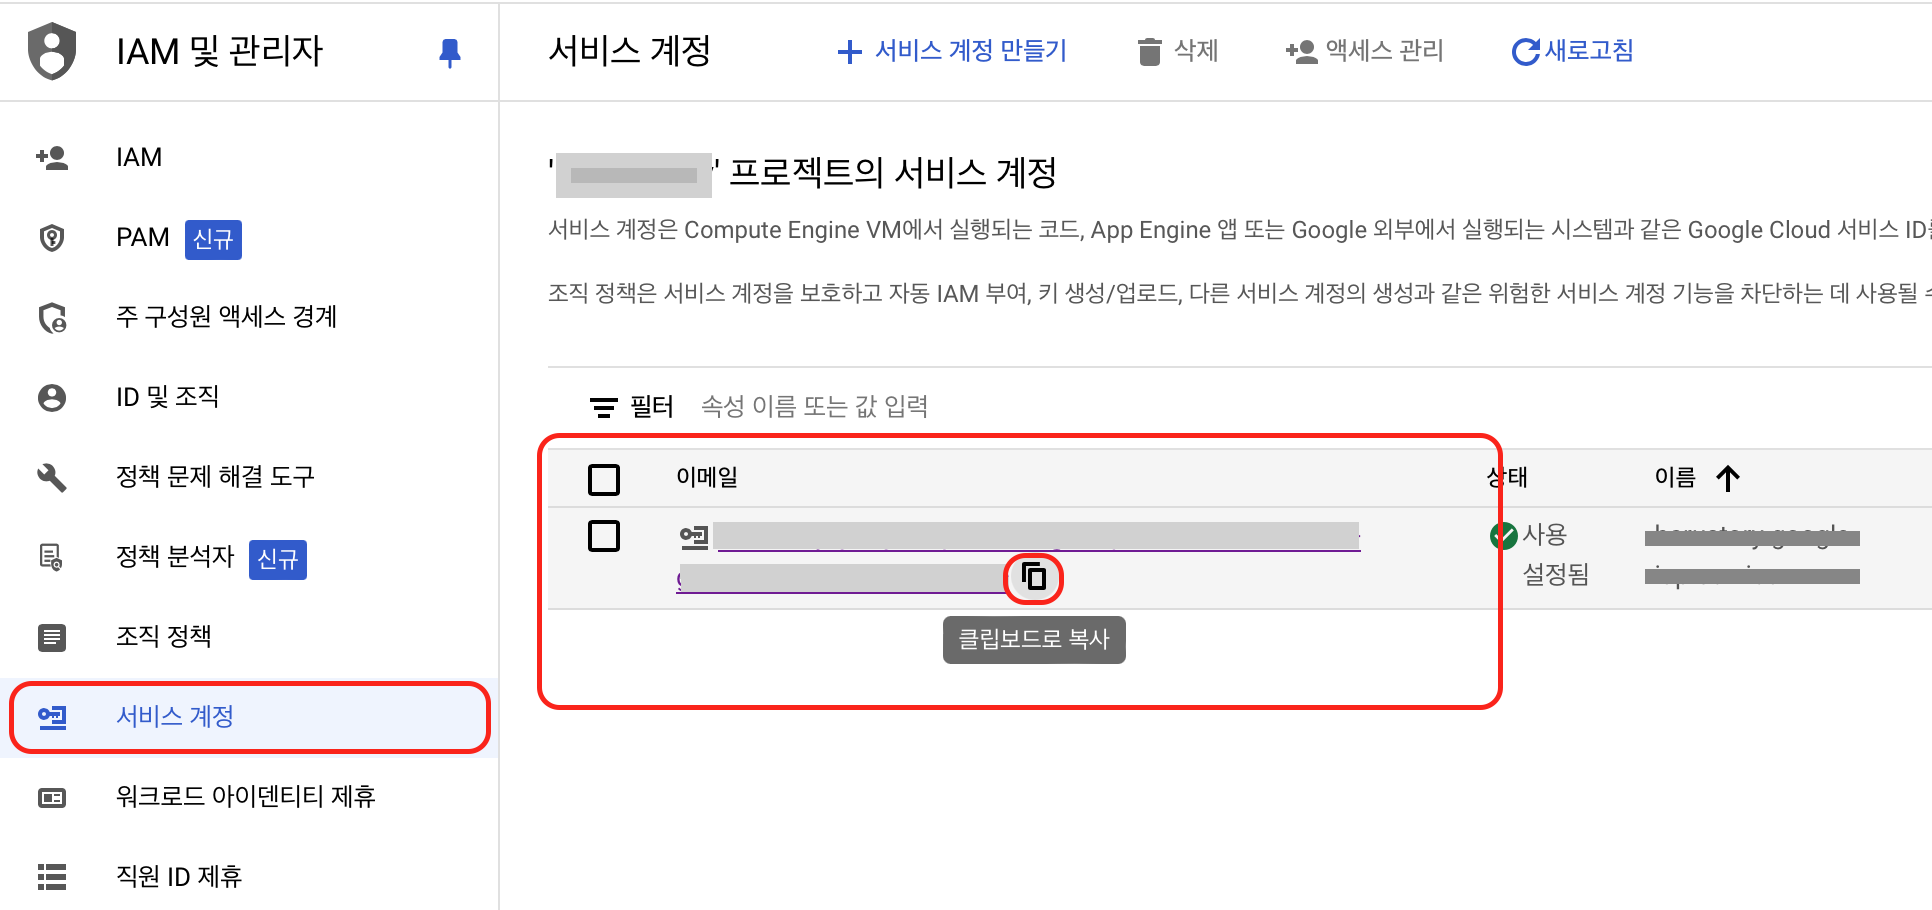 IAM 및 관리자
서비스 계정
서비스 계정 만들기
삭제
액세스 관리
새로고침
IAM
PAM 신규
주 구성원 액세스 경계
ID 및 조직
정책 문제 해결 도구
정책 분석자 신규
조직 정책
서비스 계정
워크로드 아이덴티티 제휴
직원 ID 제휴
' ' 프로젝트의 서비스 계정
서비스 계정은 Compute Engine VM에서 실행되는 코드, App Engine 앱 또는 Google 외부에서 실행되는 시스템과 같은 Google Cloud 서비스 ID를
조직 정책은 서비스 계정을 보호하고 자동 IAM 부여, 키 생성/업로드, 다른 서비스 계정의 생성과 같은 위험한 서비스 계정 기능을 차단하는 데 사용될
필터 속성 이름 또는 값 입력
이메일 상태 이름
사용
설정됨
클립보드로 복사